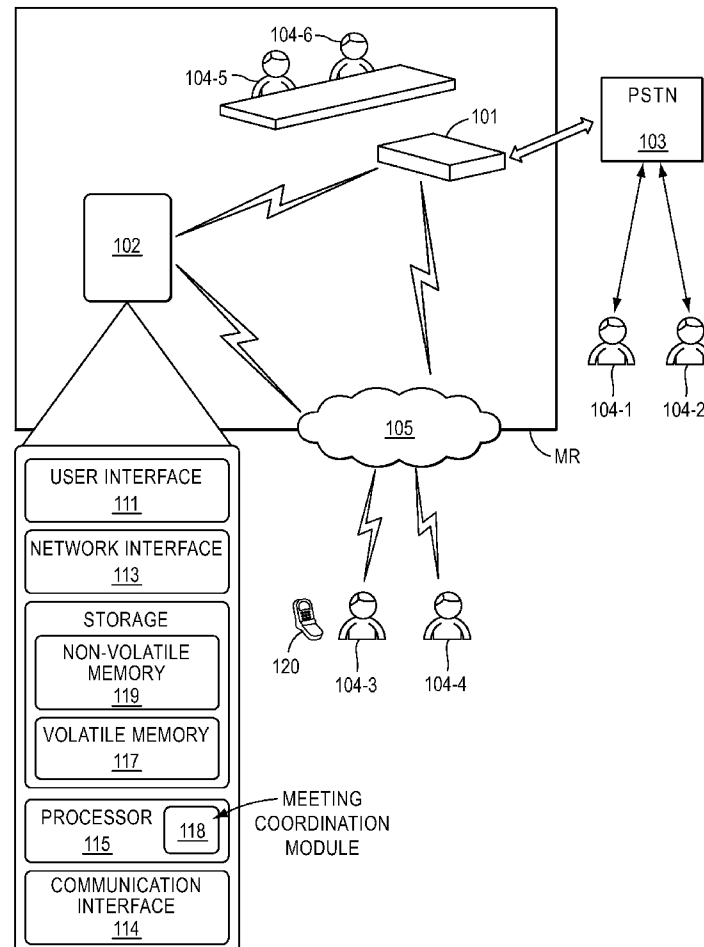 104-6
104-5
101
PSTN
103
102
104-1
104-2
105
MR
USER INTERFACE
111
NETWORK INTERFACE
113
STORAGE
NON-VOLATILE
MEMORY
119
VOLATILE MEMORY
117
120
104-3
104-4
PROCESSOR
115
118
MEETING
COORDINATION
MODULE
COMMUNICATION
INTERFACE
114